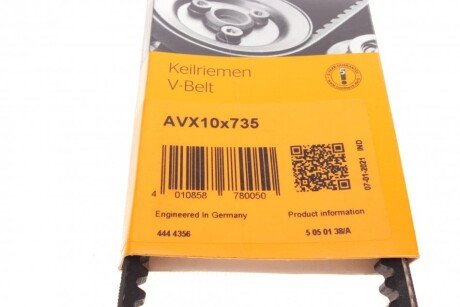 Keilriemen
V-Belt
AVX10x735
4 010858 780050
07-01-2021 IND
Engineered In Germany
Product information
444 4356
5 05 01 38/A